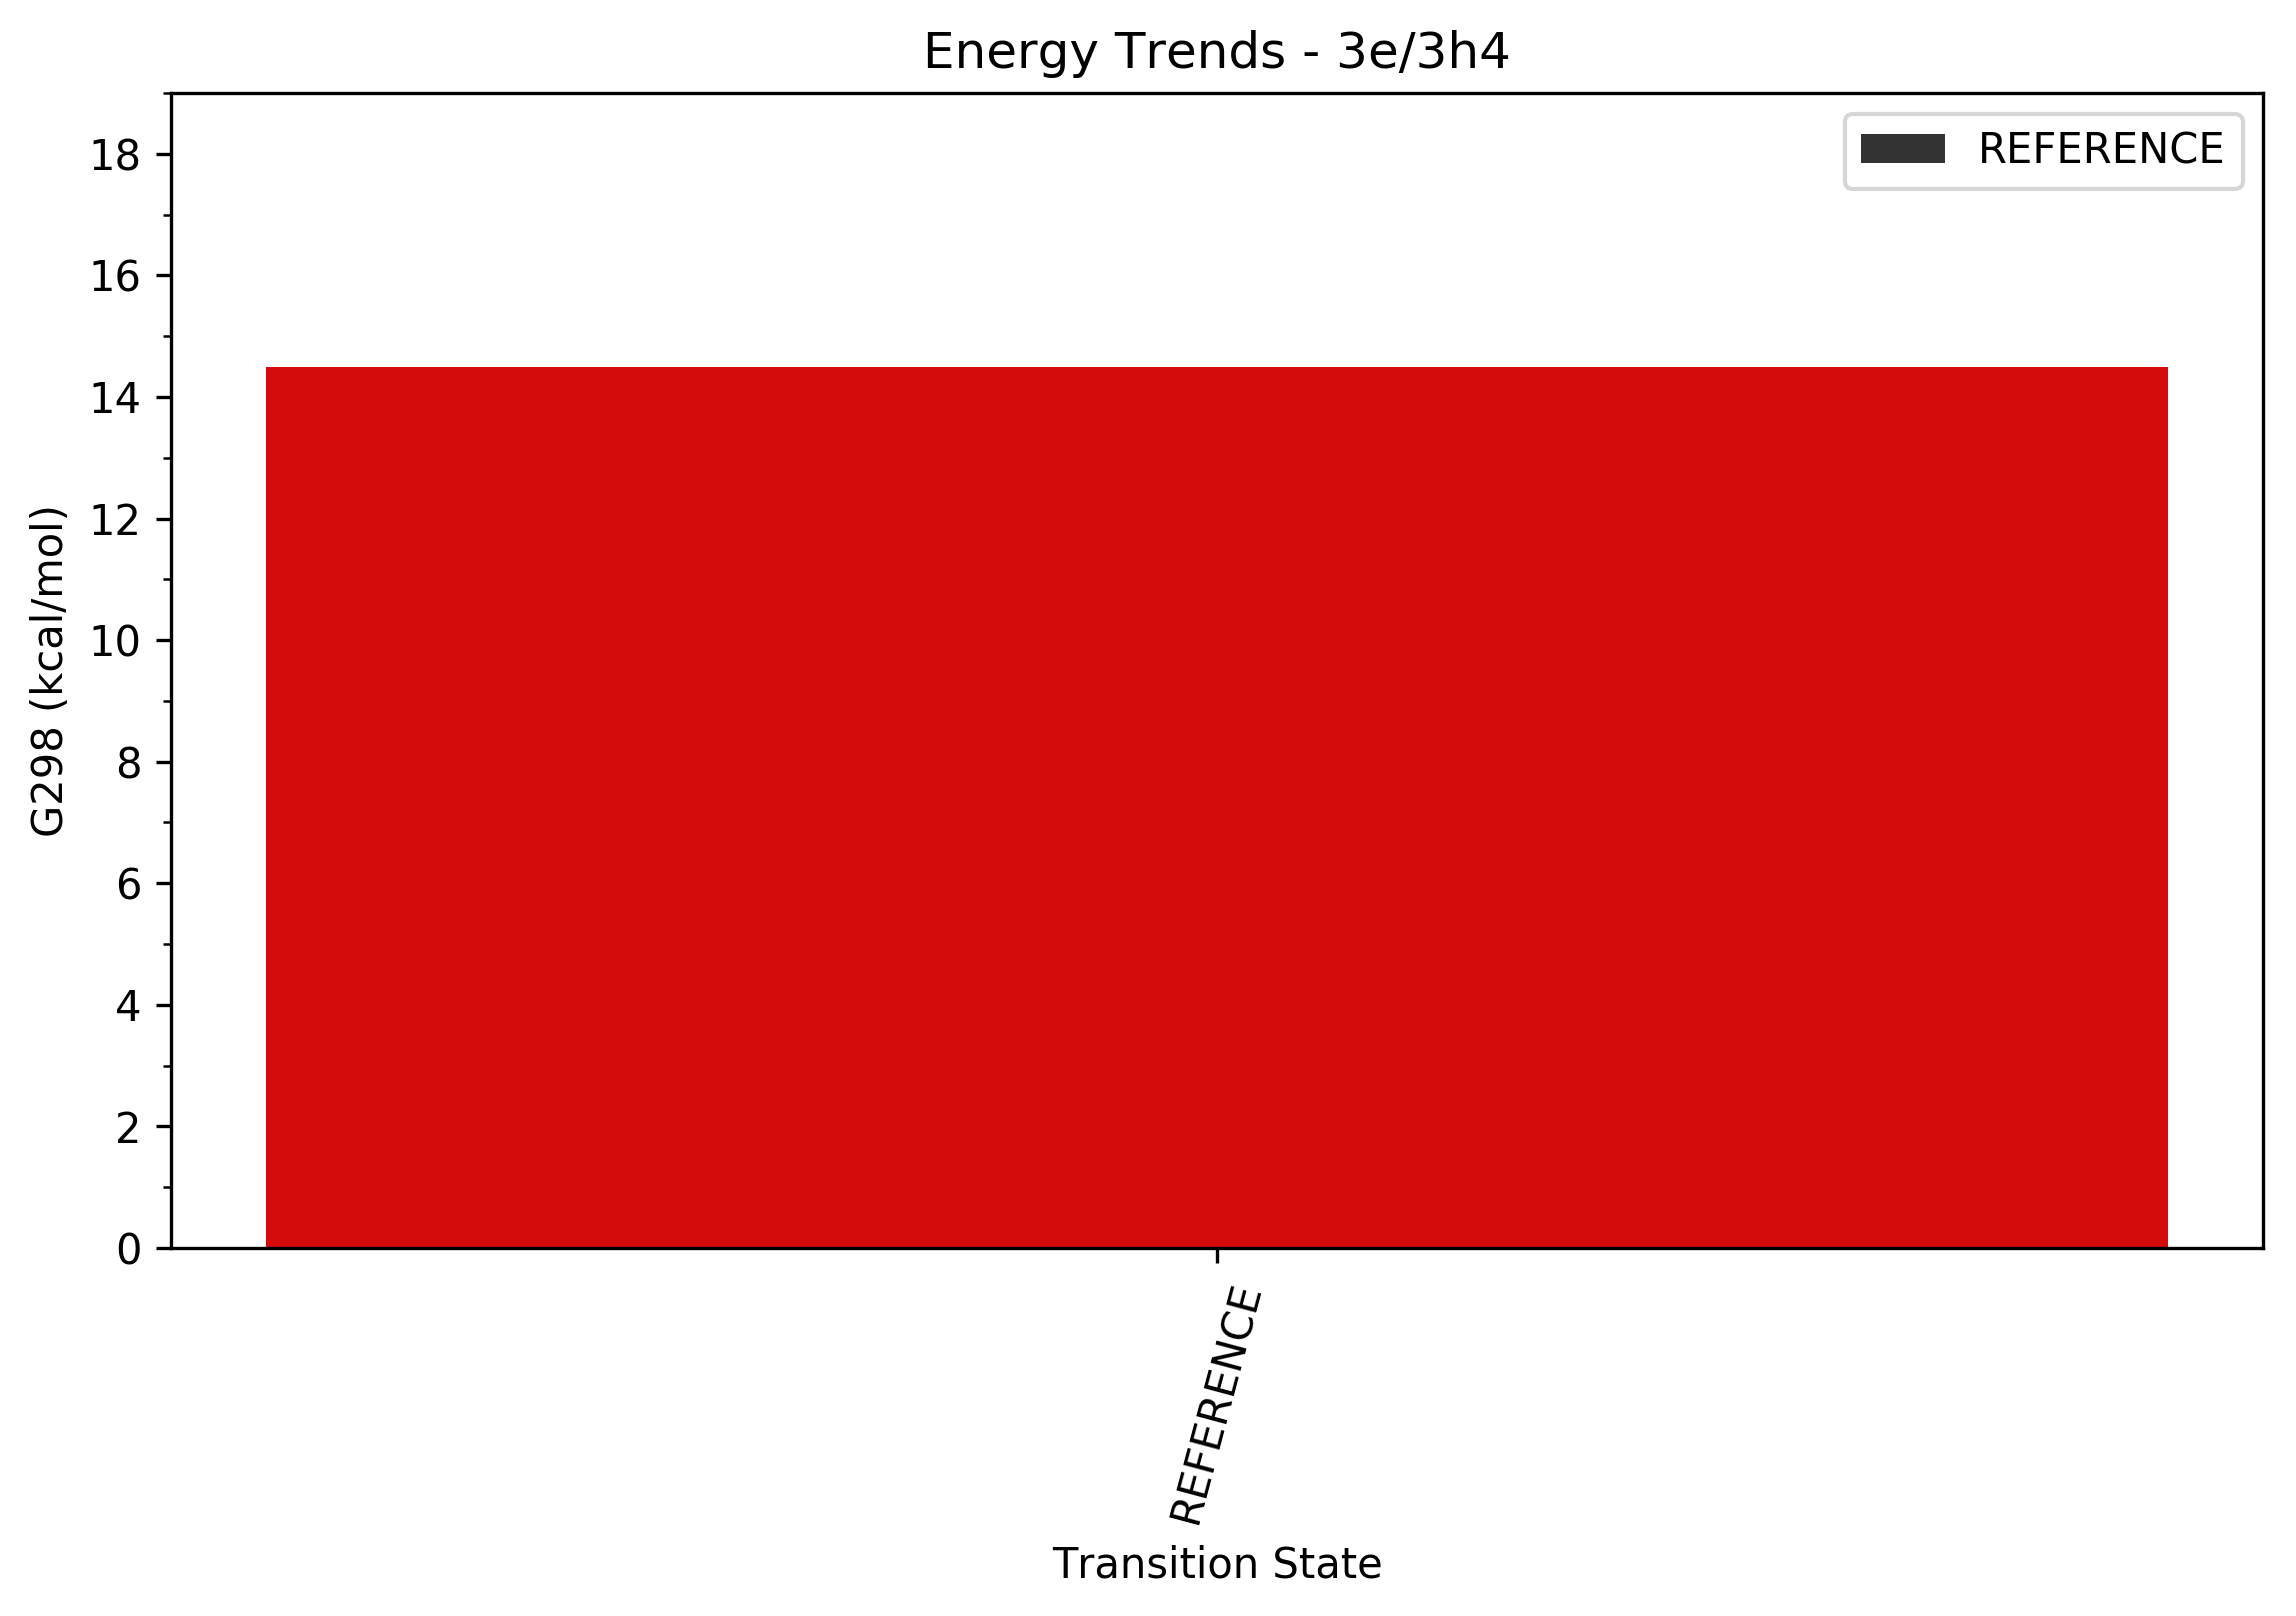 Energy Trends - 3e/3h4
REFERENCE
18
16
14
12
10
8
6
4
2
0
G298 (kcal/mol)
REFERENCE
Transition State